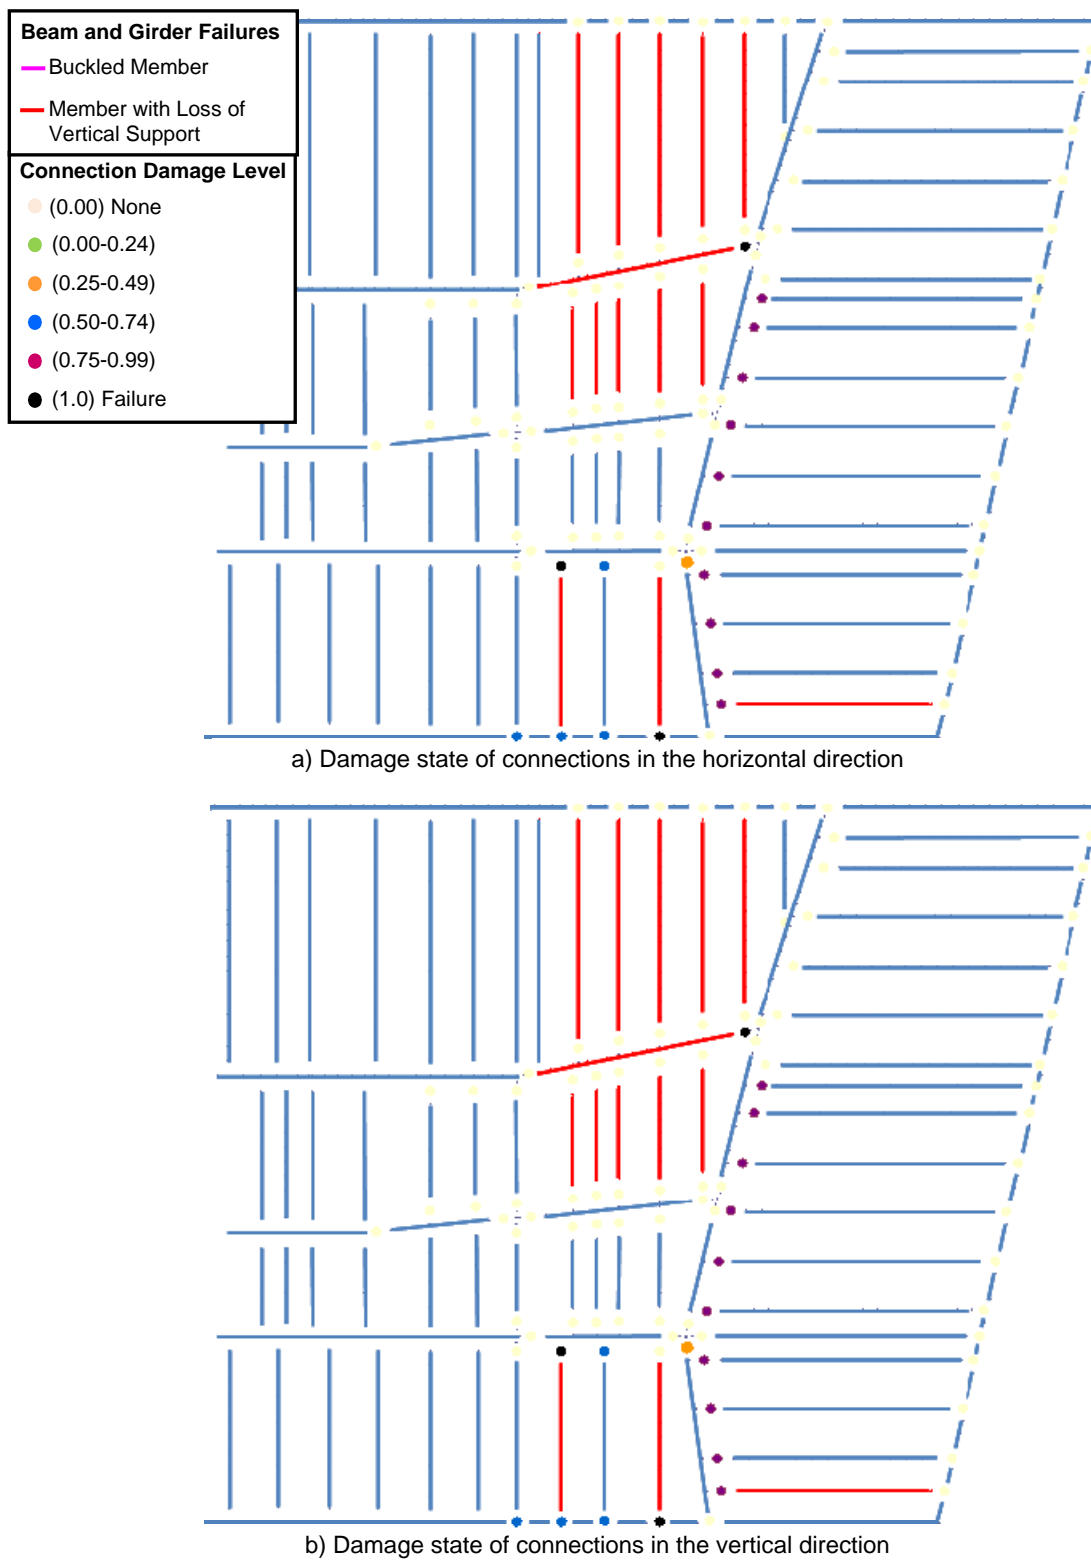 Beam and Girder Failures
Buckled Member
Member with Loss of
Vertical Support
Connection Damage Level
(0.00) None
(0.00-0.24)
(0.25-0.49)
(0.50-0.74)
(0.75-0.99)
(1.0) Failure
a) Damage state of connections in the horizontal direction
b) Damage state of connections in the vertical direction